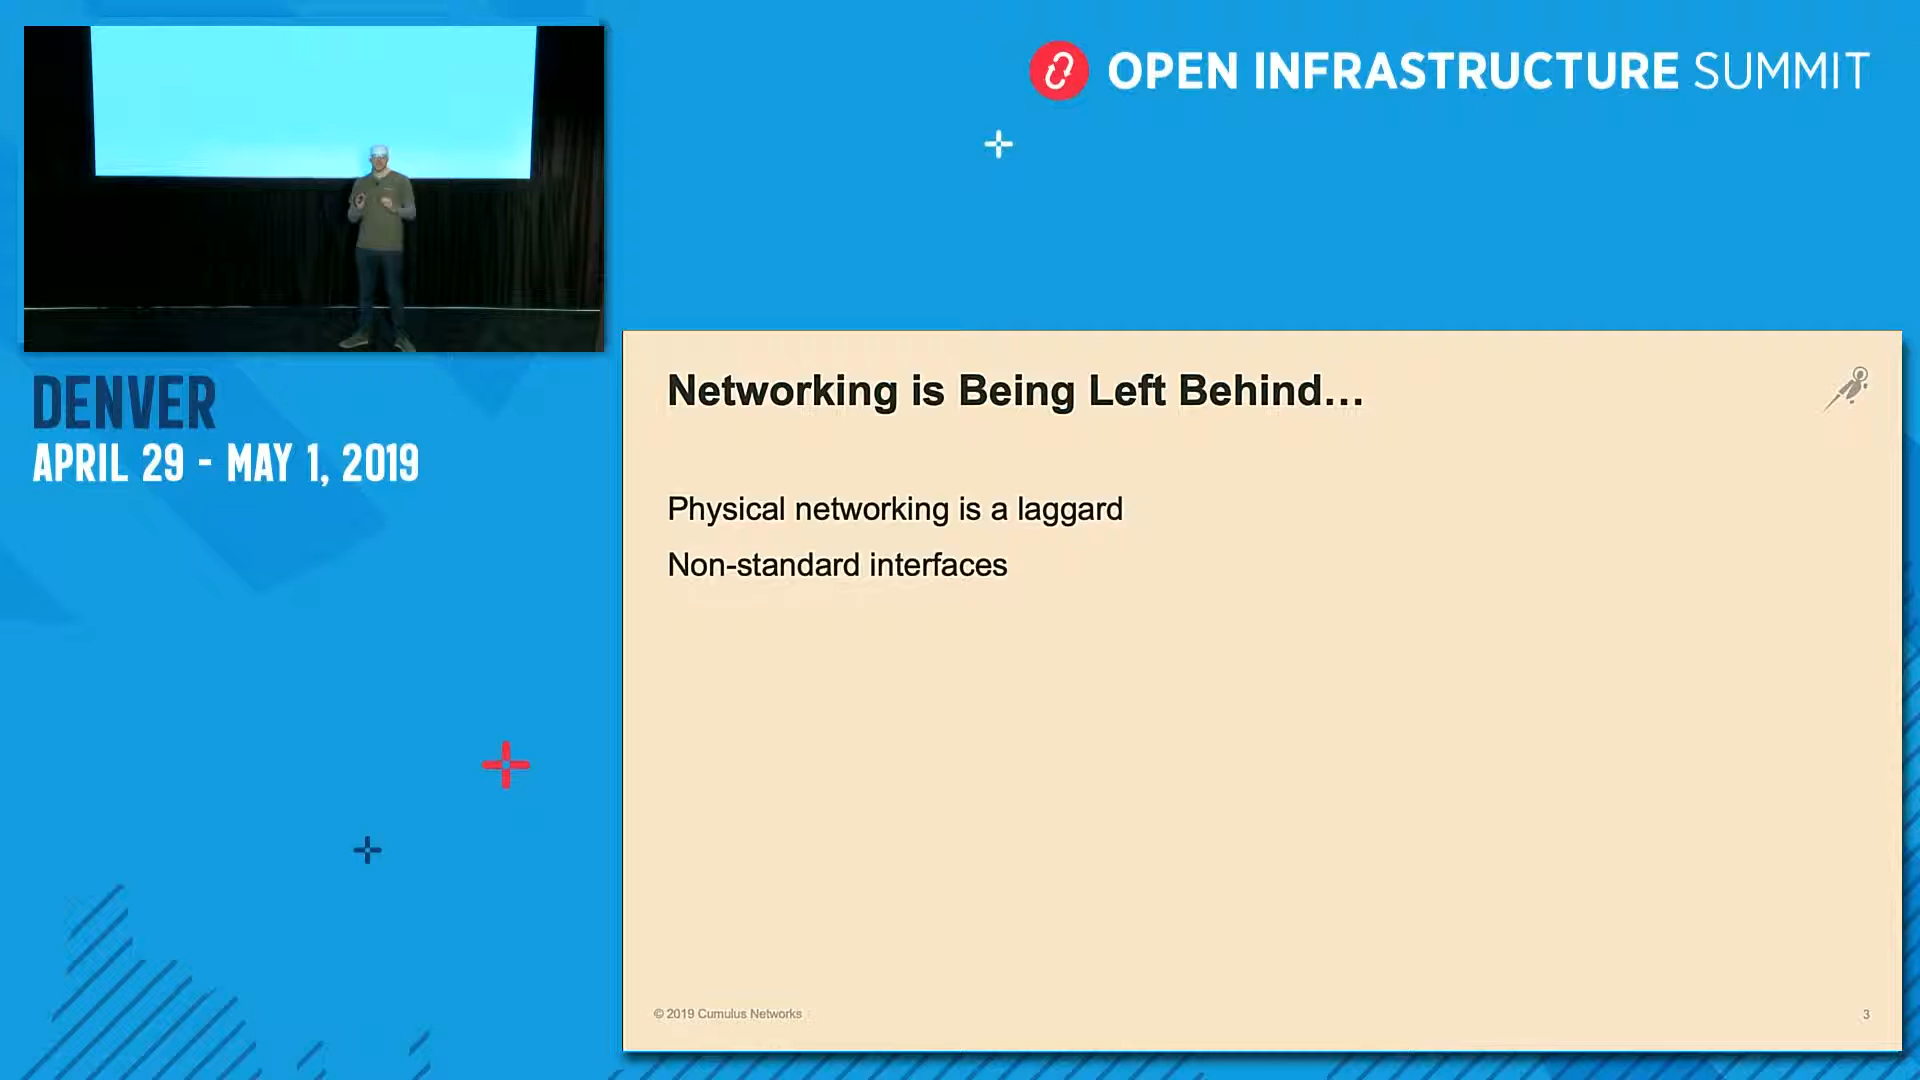 OPEN INFRASTRUCTURE SUMMIT
DENVER
APRIL 29 - MAY 1, 2019
Networking is Being Left Behind…
Physical networking is a laggard
Non-standard interfaces
© 2019 Cumulus Networks
3